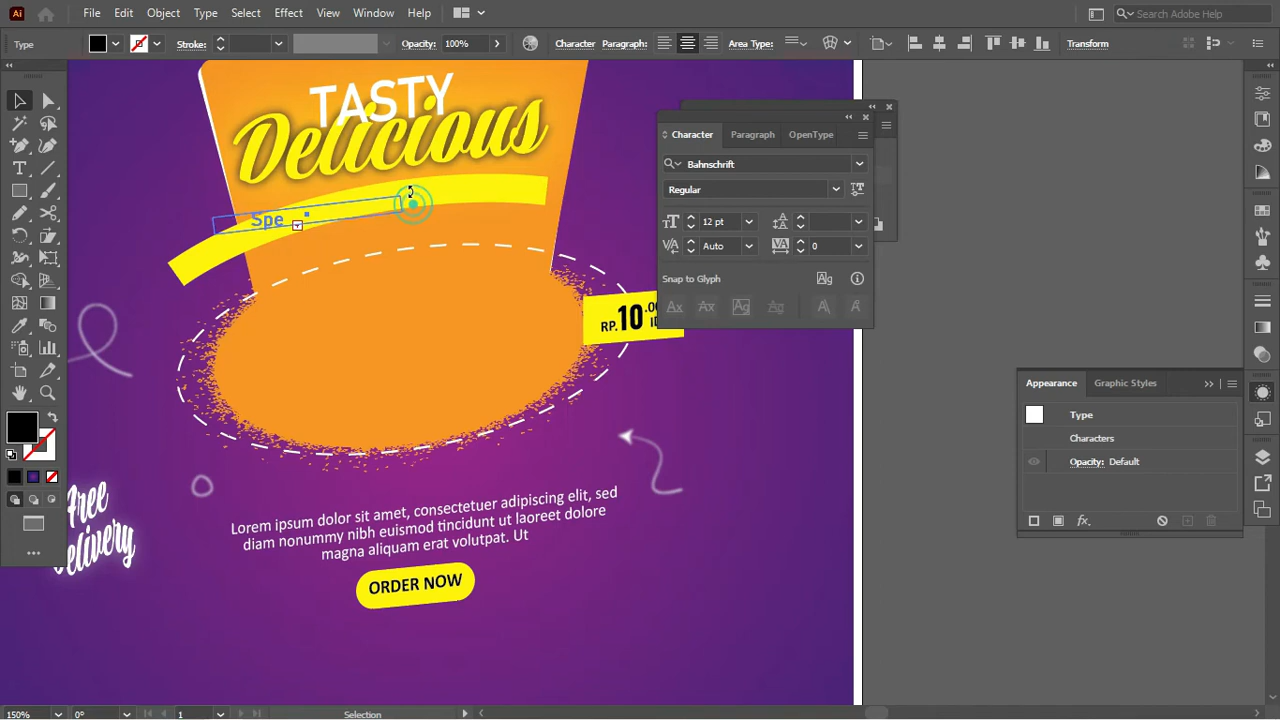 Ai File Edit Object Type Select Effect View Window Help Search Adobe Help
Type Stroke: Opacity: 100% Character Paragraph: Area Type: Transform
TASTY
Delicious
Spe
RP. 10 .00
Character Paragraph OpenType
Bahnschrift
Regular
12 pt
Auto 0
Snap to Glyph
Appearance Graphic Styles
Type
Characters
Opacity: Default
fx.
Free
Delivery
Lorem ipsum dolor sit amet, consectetuer adipiscing elit, sed
diam nonummy nibh euismod tincidunt ut laoreet dolore
magna aliquam erat volutpat. Ut
ORDER NOW
150% 0° 1 Selection